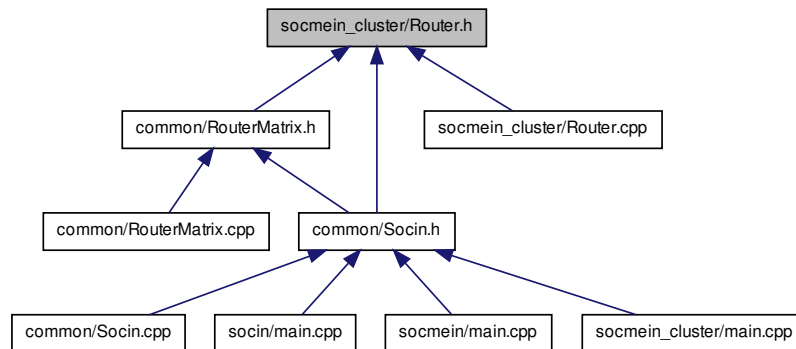 socmein_cluster/Router.h
common/RouterMatrix.h
socmein_cluster/Router.cpp
common/RouterMatrix.cpp
common/Socin.h
common/Socin.cpp
socin/main.cpp
socmein/main.cpp
socmein_cluster/main.cpp